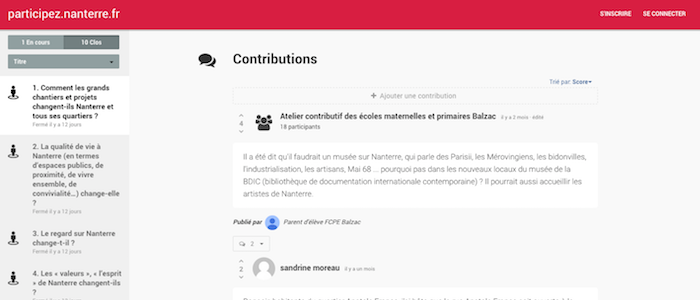 participez.nanterre.fr
S'INSCRIRE SE CONNECTER
1 En cours 10 Clos
Titre
1. Comment les grands
chantiers et projets
changent-ils Nanterre et
tous ses quartiers ?
Fermé il y a 12 jours
2. La qualité de vie à
Nanterre (en termes
d'espaces publics, de
proximité, de vivre
ensemble, de
convivialité...) change-elle
?
Fermé il y a 12 jours
3. Le regard sur Nanterre
change-t-il ?
Fermé il y a 12 jours
4. Les « valeurs », « l'esprit
» de Nanterre changent-ils
?
Contributions
Trié par: Score
+ Ajouter une contribution
4
Atelier contributif des écoles maternelles et primaires Balzac il y a 2 mois
18 participants
Il a été dit qu'il faudrait un musée sur Nanterre, qui parle des Parisii, les Mérovingiens, les bidonvilles,
l'industrialisation, les artisans, Mai 68 ... pourquoi pas dans les nouveaux locaux du musée de la
BDIC (bibliothèque de documentation internationale contemporaine) ? Il pourrait aussi accueillir les
artistes de Nanterre.
Publié par Parent d'élève FCPE Balzac
2
2
sandrine moreau il y a un mois